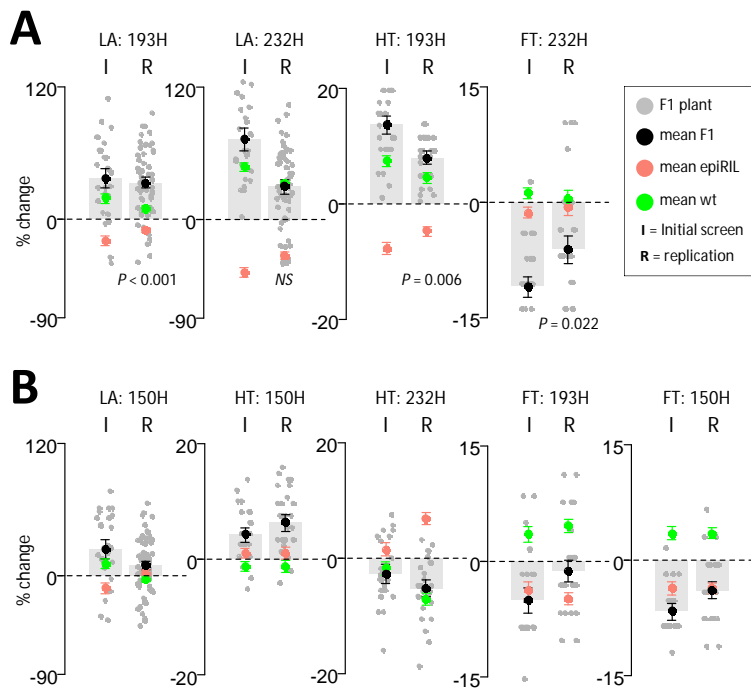 A
LA: 193H LA: 232H HT: 193H FT: 232H
I R I R I R I R
120 120 20 15
F1 plant
mean F1
mean epiRIL
mean wt
I = Initial screen
R = replication
% change
0 0 0 0
P < 0.001 NS P = 0.006
P = 0.022
-90 -90 -20 -15
B
LA: 150H HT: 150H HT: 232H FT: 193H FT: 150H
I R I R I R I R I R
120 20 20 15 15
% change
0 0 0 0 0
-90 -20 -20 -15 -15